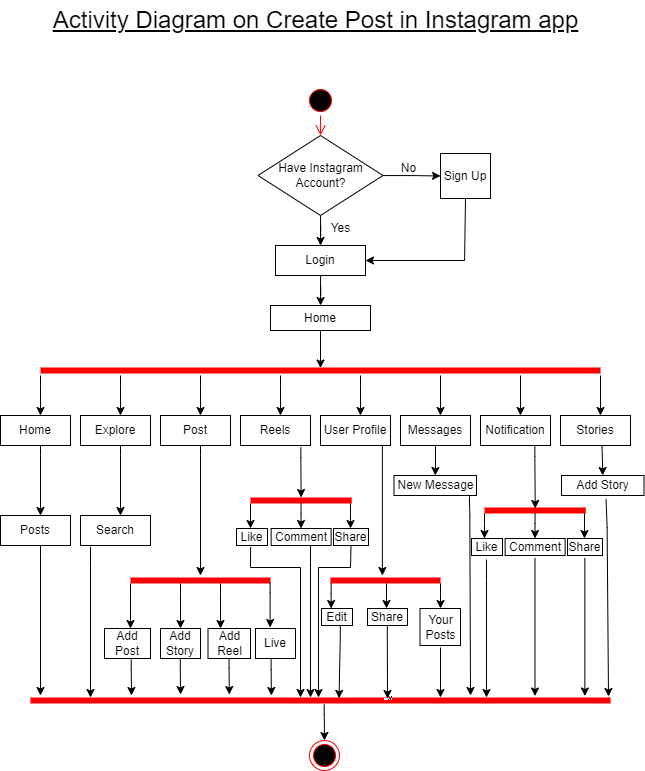 Activity Diagram on Create Post in Instagram app
Have Instagram
Account?
No
Sign Up
Yes
Login
Home
Home
Explore
Post
Reels
User Profile
Messages
Notification
Stories
New Message
Add Story
Posts
Search
Like
Comment
Share
Like
Comment
Share
Edit
Share
Your
Posts
Add
Post
Add
Story
Add
Reel
Live